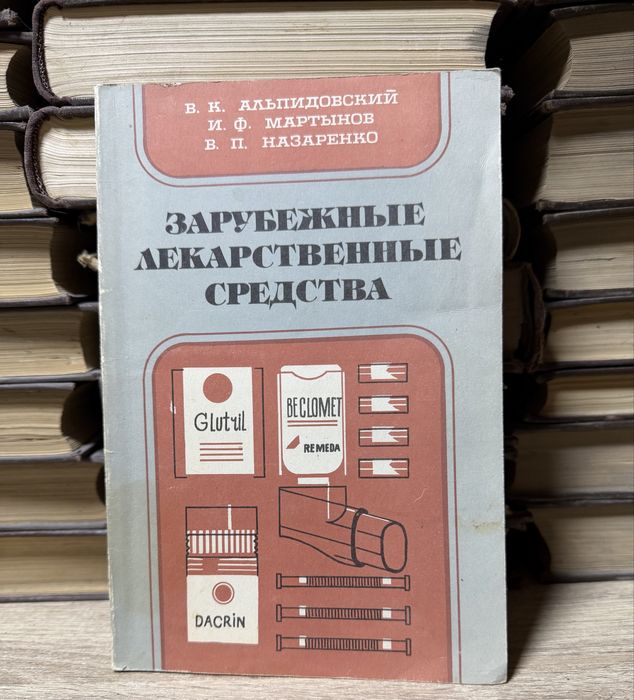 В. К. АЛЬПИДОВСКИЙ
И. Ф. МАРТЫНОВ
В. П. НАЗАРЕНКО
ЗАРУБЕЖНЫЕ
ЛЕКАРСТВЕННЫЕ
СРЕДСТВА
Glutril
BECLOMET
REMEDA
DACRIN